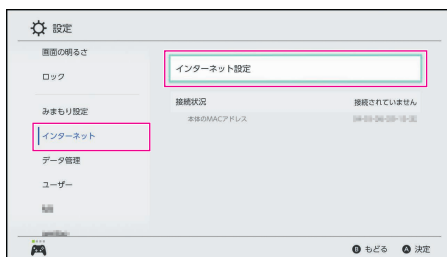 設定
画面の明るさ
ロック
みまもり設定
インターネット
データ管理
ユーザー
インターネット設定
接続状況 接続されていません
本体のMACアドレス
B もどる A 決定